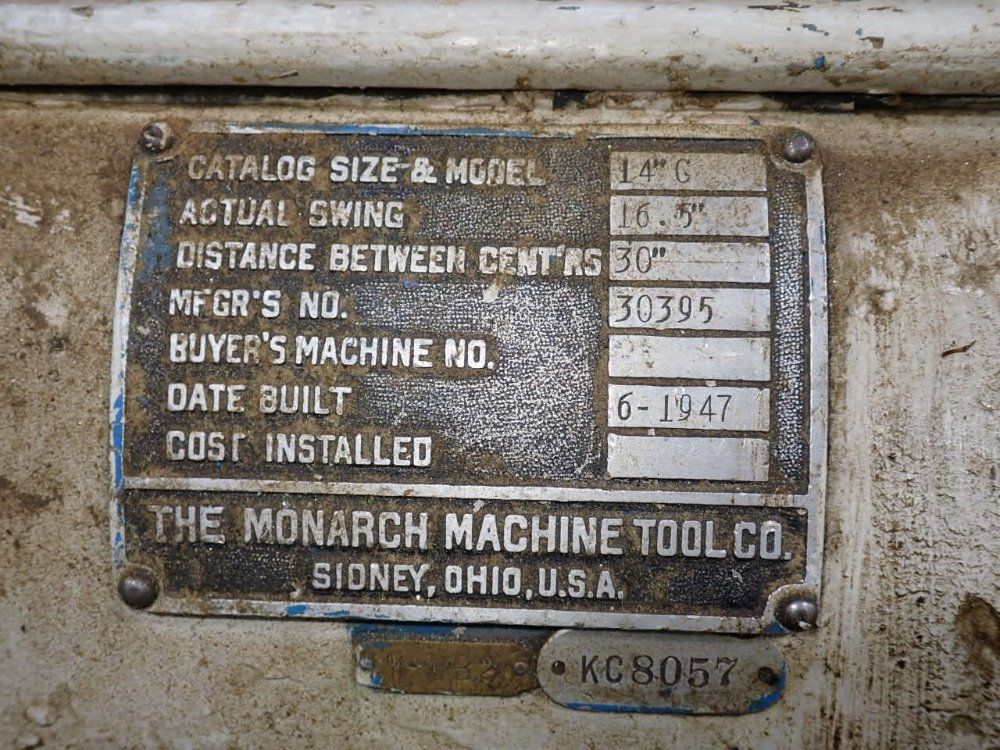 CATALOG SIZE & MODEL 14" C
ACTUAL SWING 16.5"
DISTANCE BETWEEN CENT'RS 30"
MFGR'S NO. 30395
BUYER'S MACHINE NO.
DATE BUILT 6-1947
COST INSTALLED
THE MONARCH MACHINE TOOL CO.
SIDNEY, OHIO, U.S.A.
KC8057